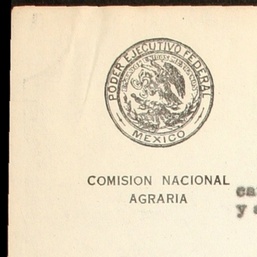 PODER EJECUTIVO FEDERAL
MEXICO
COMISION NACIONAL
AGRARIA